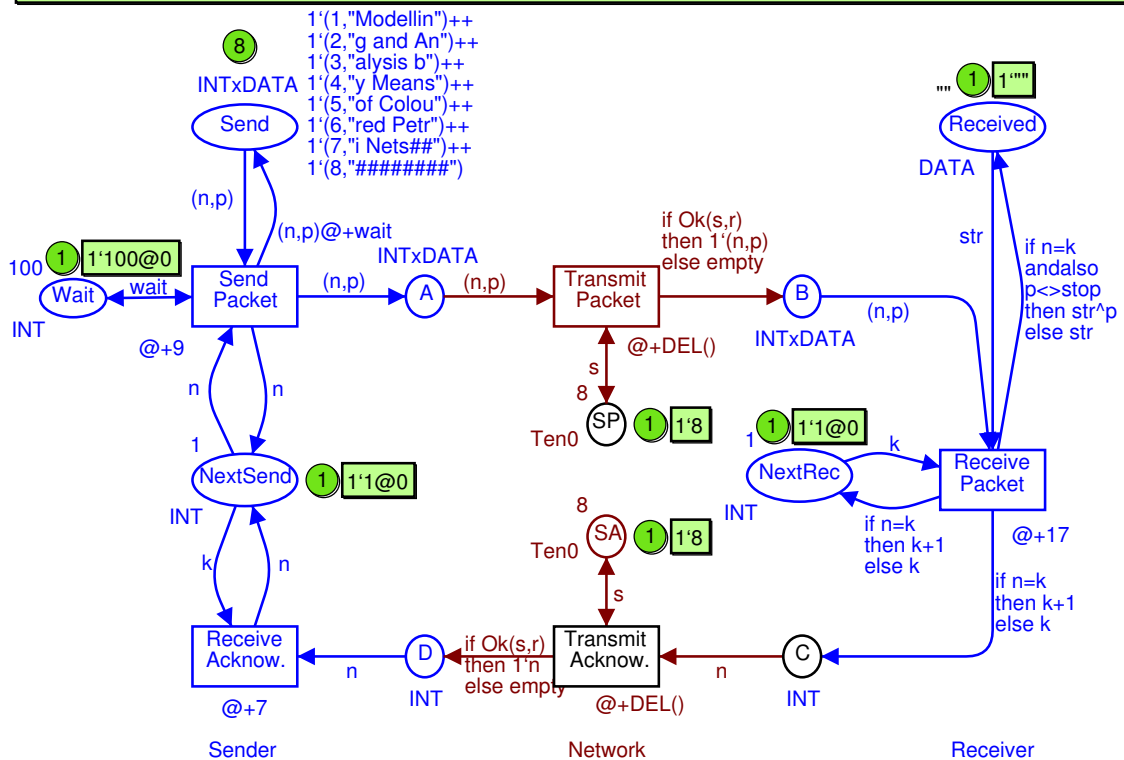 8
1‘(1,"Modellin")++
1‘(2,"g and An")++
1‘(3,"alysis b")++
1‘(4,"y Means")++
1‘(5,"of Colou")++
1‘(6,"red Petr")++
1‘(7,"i Nets##")++
1‘(8,"########")
INTxDATA
Send
"" 1 1‘""
Received
DATA
(n,p)
(n,p)@+wait
INTxDATA
if Ok(s,r)
then 1‘(n,p)
else empty
str
if n=k
andalso
p<>stop
then str^p
else str
100 1 1‘100@0
Wait
INT
wait
Send
Packet
@+9
(n,p)
A
(n,p)
Transmit
Packet
@+DEL()
B
INTxDATA
(n,p)
n
n
s
8
SP
Ten0
1 1‘8
1
NextSend
INT
1 1‘1@0
1 1 1‘1@0
NextRec
INT
k
if n=k
then k+1
else k
Receive
Packet
@+17
8
SA
Ten0
1 1‘8
k
n
s
if n=k
then k+1
else k
Receive
Acknow.
@+7
n
D
INT
if Ok(s,r)
then 1‘n
else empty
Transmit
Acknow.
@+DEL()
n
C
INT
Sender
Network
Receiver